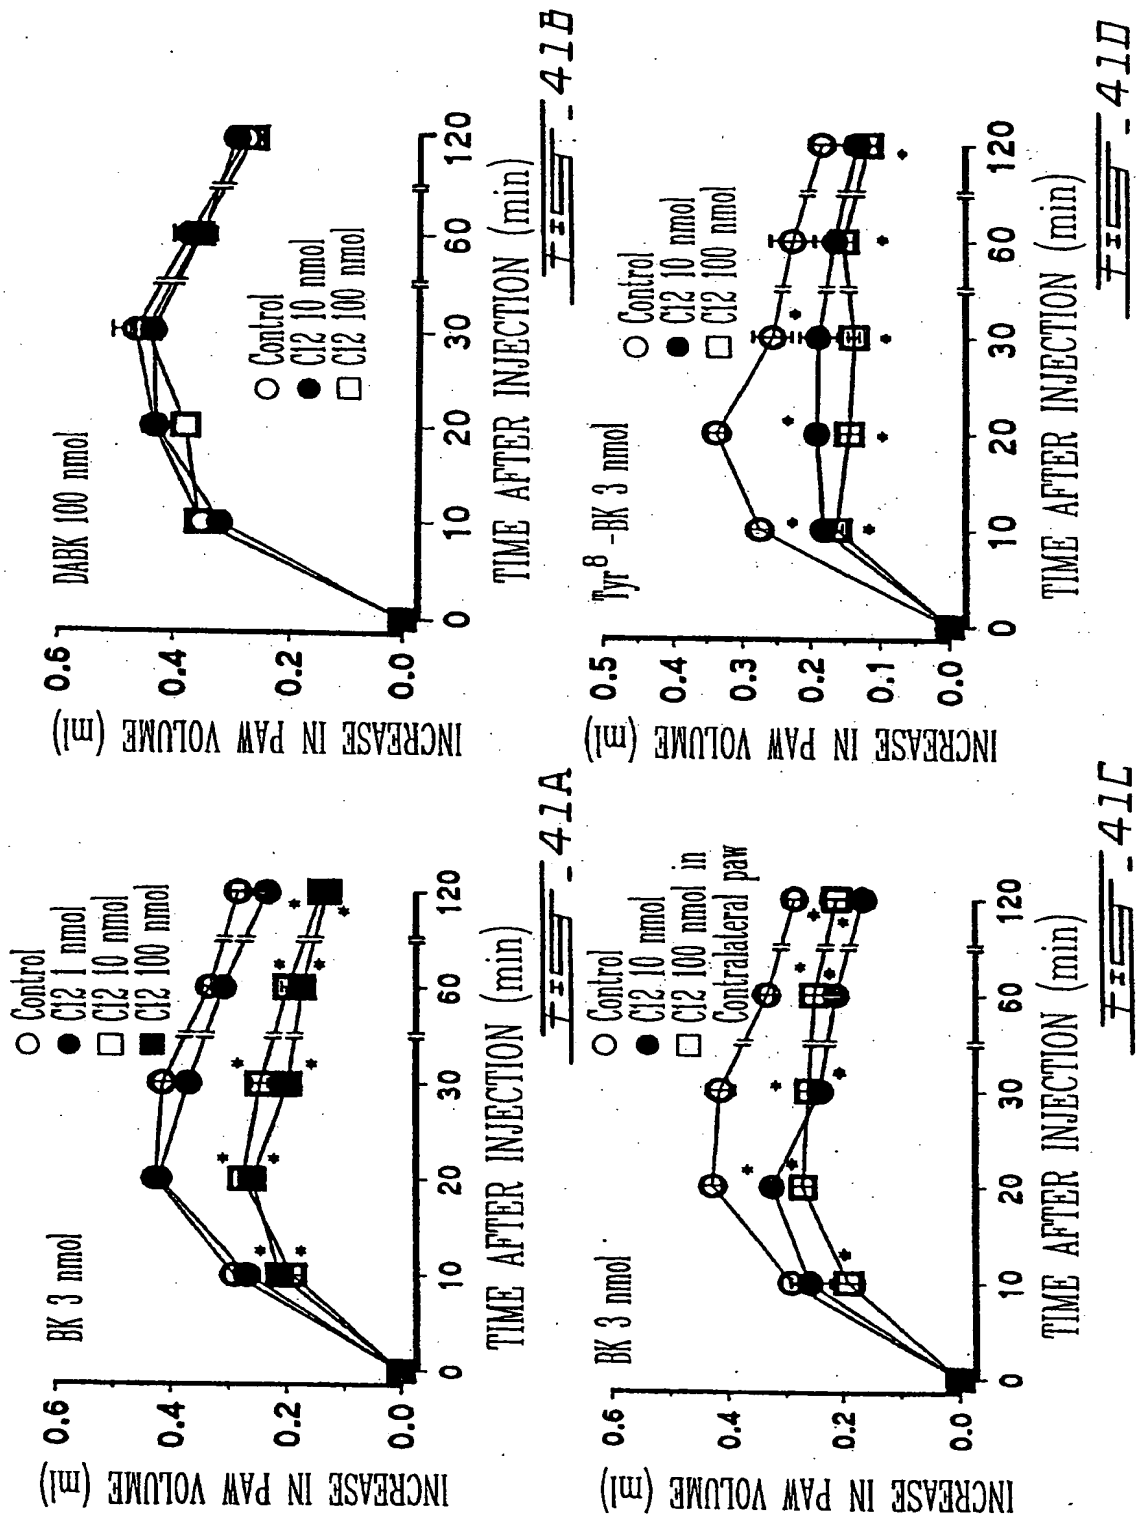 BK 3 nmol
Control
C12 1 nmol
C12 10 nmol
C12 100 nmol
INCREASE IN PAW VOLUME (ml)
0.6
0.4
0.2
0.0
0 10 20 30 60 120
TIME AFTER INJECTION (min)
FIG. 41A
DABK 100 nmol
Control
C12 10 nmol
C12 100 nmol
INCREASE IN PAW VOLUME (ml)
0.6
0.4
0.2
0.0
0 10 20 30 60 120
TIME AFTER INJECTION (min)
FIG. 41B
BK 3 nmol
Control
C12 10 nmol
C12 100 nmol in
Contralateral paw
INCREASE IN PAW VOLUME (ml)
0.6
0.4
0.2
0.0
0 10 20 30 60 120
TIME AFTER INJECTION (min)
FIG. 41C
Tyr⁸-BK 3 nmol
Control
C12 10 nmol
C12 100 nmol
INCREASE IN PAW VOLUME (ml)
0.5
0.4
0.3
0.2
0.1
0.0
0 10 20 30 60 120
TIME AFTER INJECTION (min)
FIG. 41D